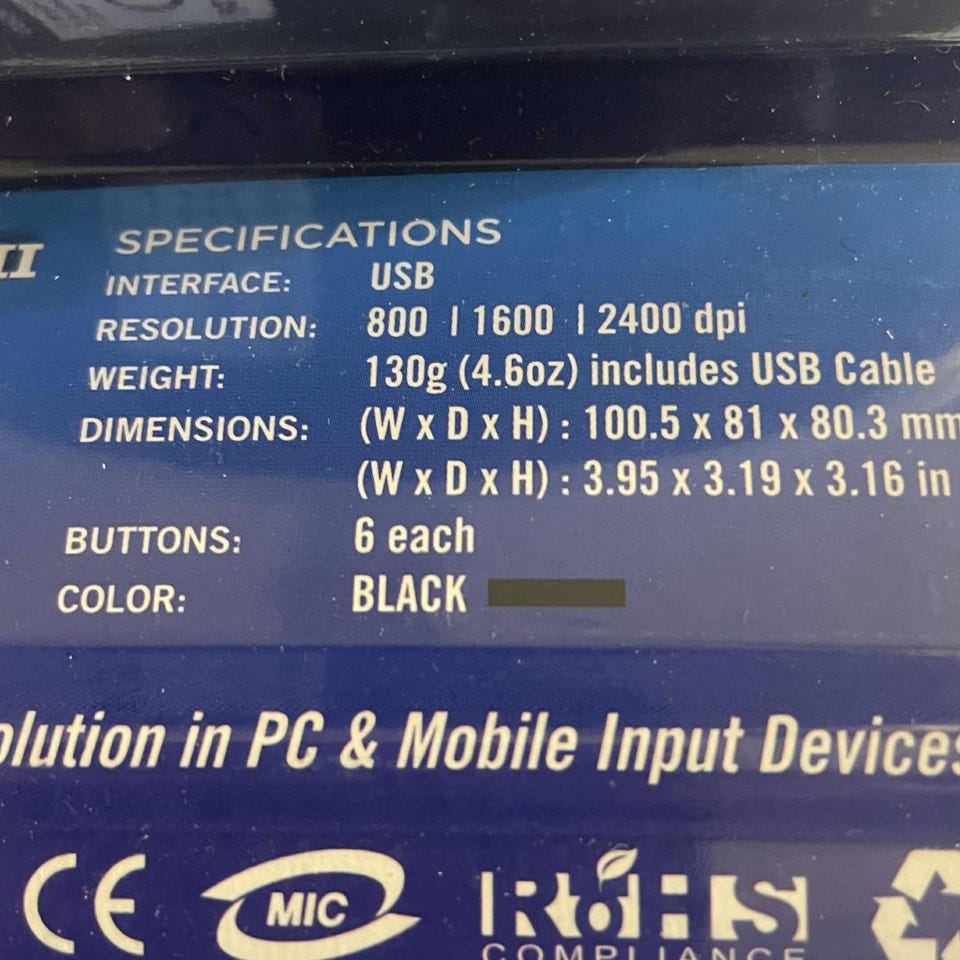 SPECIFICATIONS
II
INTERFACE: USB
RESOLUTION: 800 | 1600 | 2400 dpi
WEIGHT: 130g (4.6oz) includes USB Cable
DIMENSIONS: (W x D x H) : 100.5 x 81 x 80.3 mm
(W x D x H) : 3.95 x 3.19 x 3.16 in
BUTTONS: 6 each
COLOR: BLACK
olution in PC & Mobile Input Devices
CE MIC RoHS
COMPLIANCE